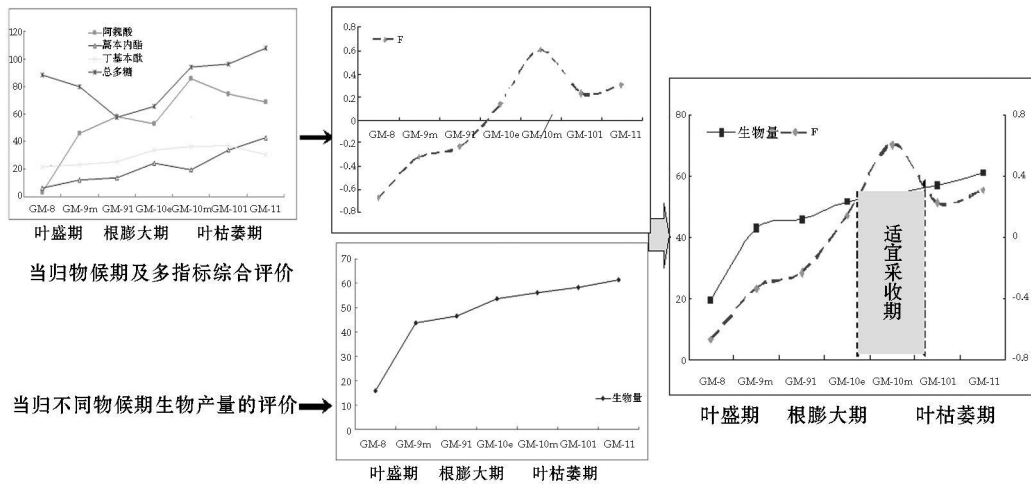 120
100
80
60
40
20
0
阿魏酸
藁本内酯
丁基本酞
总多糖
GM-8 GM-9m GM-91 GM-10e GM-10m GM-101 GM-11
叶盛期 根膨大期 叶枯萎期
当归物候期及多指标综合评价
0.8
0.6
0.4
0.2
0
-0.2
-0.4
-0.6
-0.8
F
GM-8 GM-9m GM-91 GM-10e GM-10m GM-101 GM-11
当归不同物候期生物产量的评价
70
60
50
40
30
20
10
0
生物量
GM-8 GM-9m GM-91 GM-10e GM-10m GM-101 GM-11
叶盛期 根膨大期 叶枯萎期
80
60
40
20
0
生物量 F
0.8
0.4
0
-0.4
-0.8
适宜采收期
GM-8 GM-9m GM-91 GM-10e GM-10m GM-101 GM-11
叶盛期 根膨大期 叶枯萎期